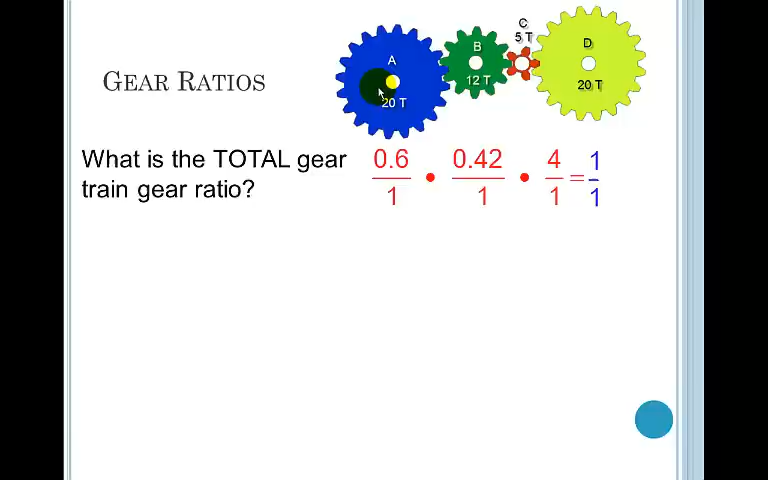 GEAR RATIOS
A
20 T
B
12 T
C
5 T
D
20 T
What is the TOTAL gear
train gear ratio?
0.6/1 • 0.42/1 • 4/1 = 1/1